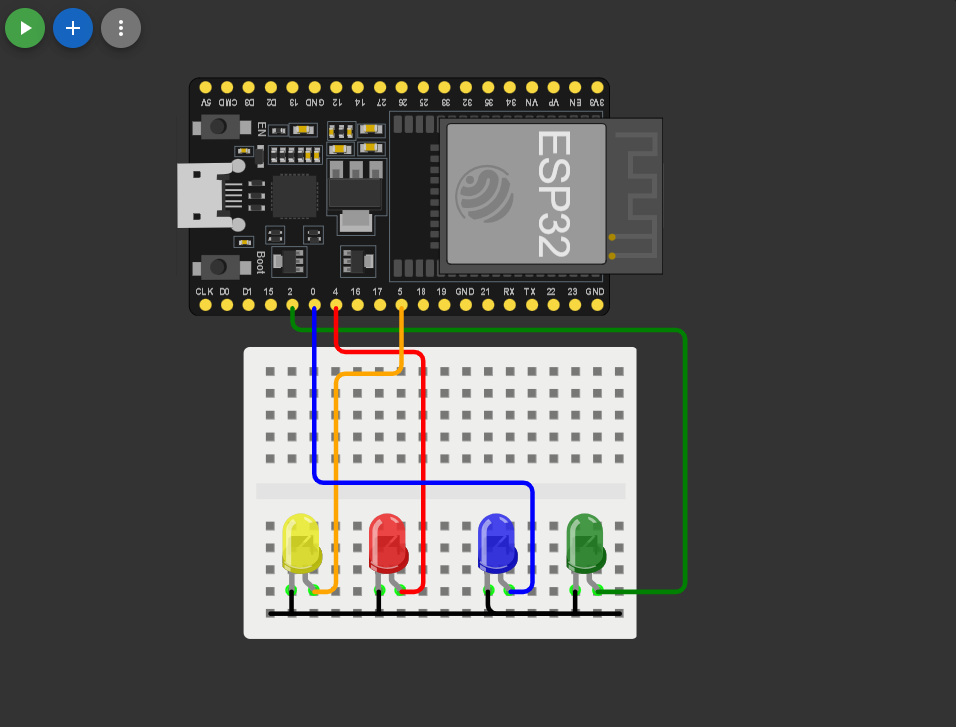 5V CMD D3 D2 13 GND 12 14 27 26 25 33 32 35 34 VN VP EN 3V3
EN
ESP32
Boot
CLK D0 D1 15 2 0 4 16 17 5 18 19 GND 21 RX TX 22 23 GND